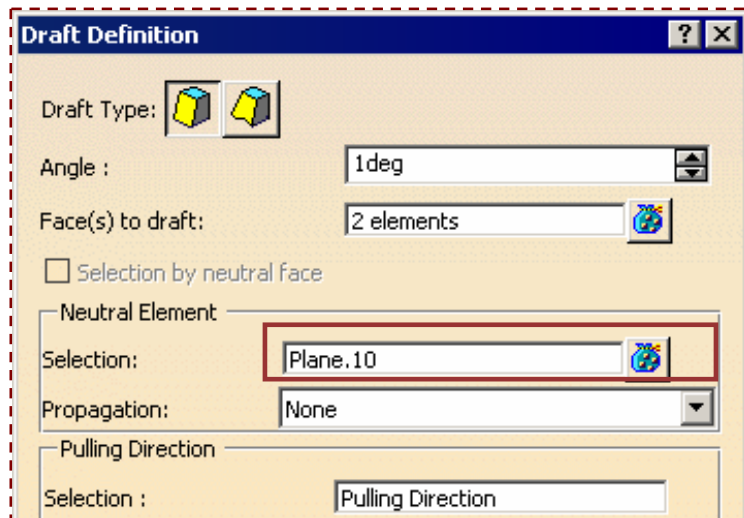 Draft Definition
Draft Type:
Angle : 1deg
Face(s) to draft: 2 elements
Selection by neutral face
Neutral Element
Selection: Plane.10
Propagation: None
Pulling Direction
Selection : Pulling Direction